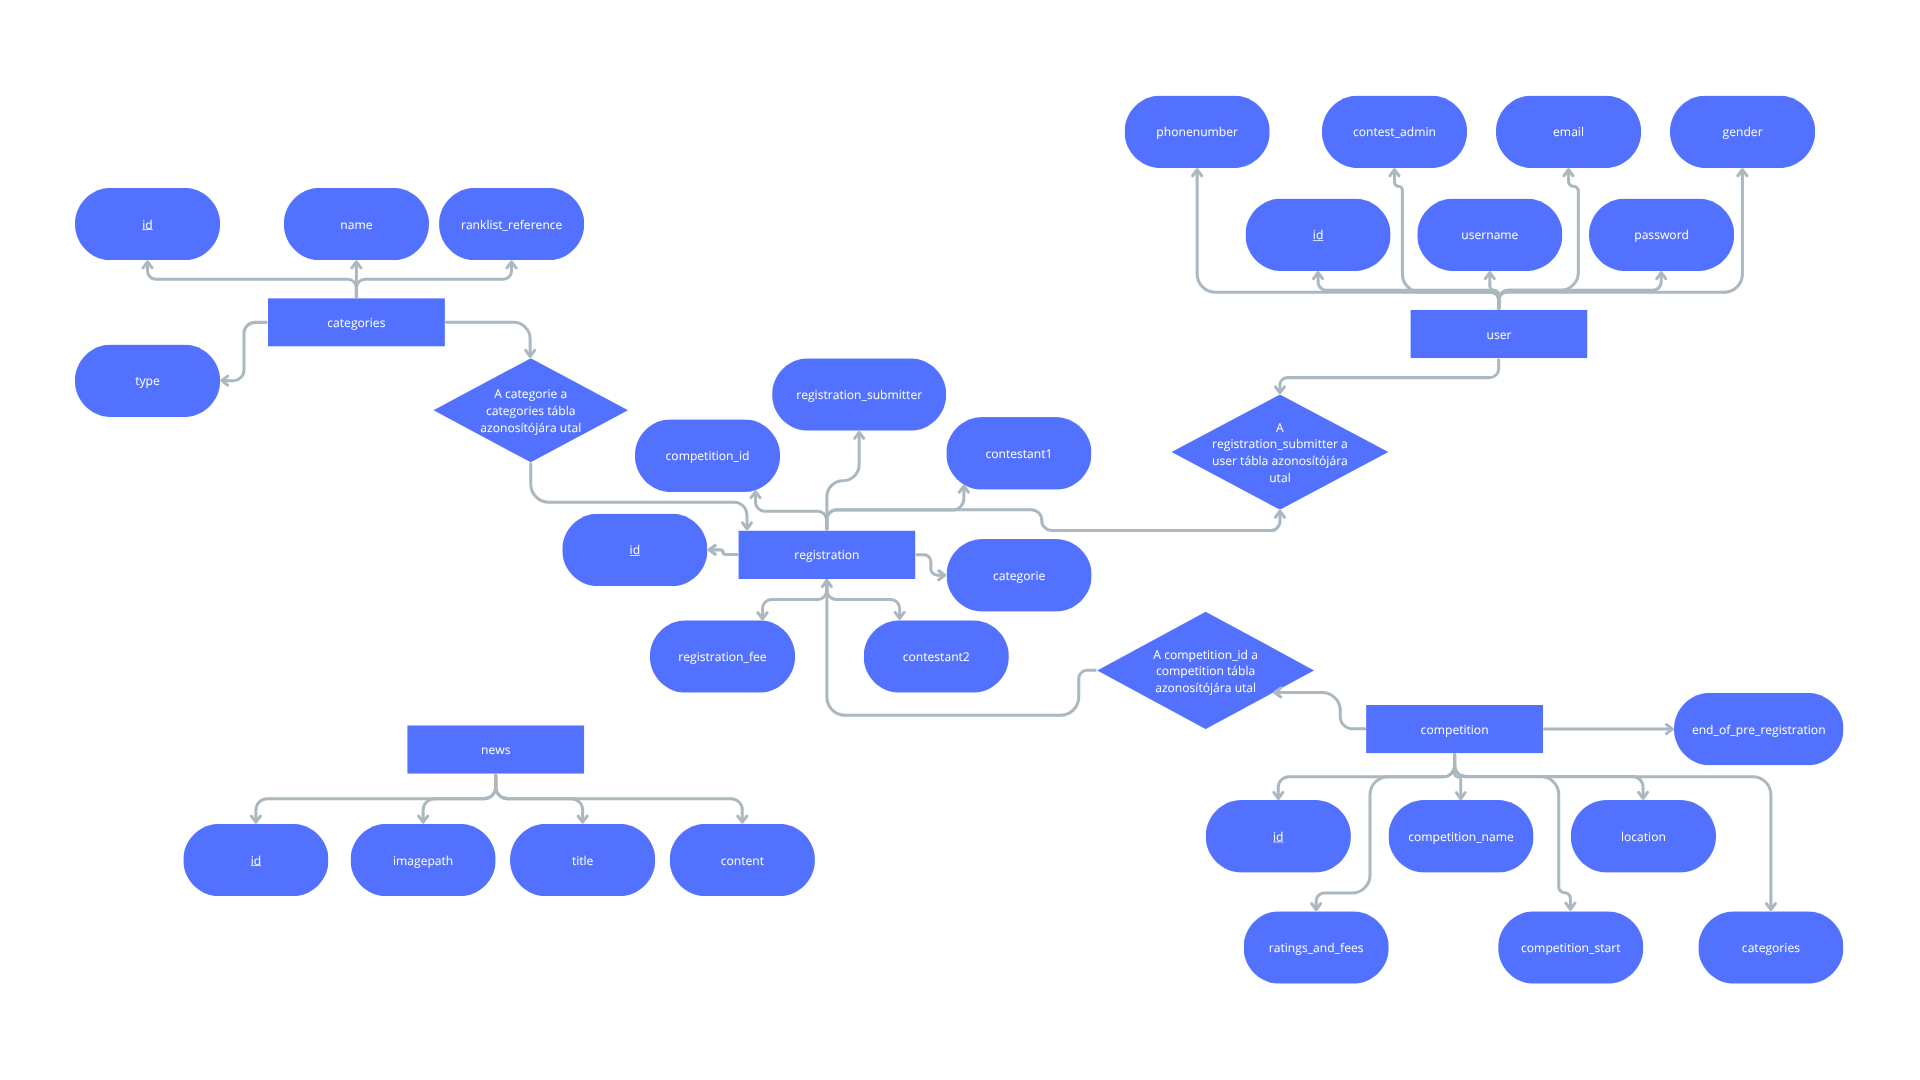 phonenumber
contest_admin
email
gender
id
name
ranklist_reference
id
username
password
categories
user
type
A categorie a
categories tábla
azonosítójára utal
registration_submitter
competition_id
contestant1
A
registration_submitter a
user tábla azonosítójára
utal
id
registration
categorie
registration_fee
contestant2
A competition_id a
competition tábla
azonosítójára utal
news
competition
end_of_pre_registration
id
imagepath
title
content
id
competition_name
location
ratings_and_fees
competition_start
categories